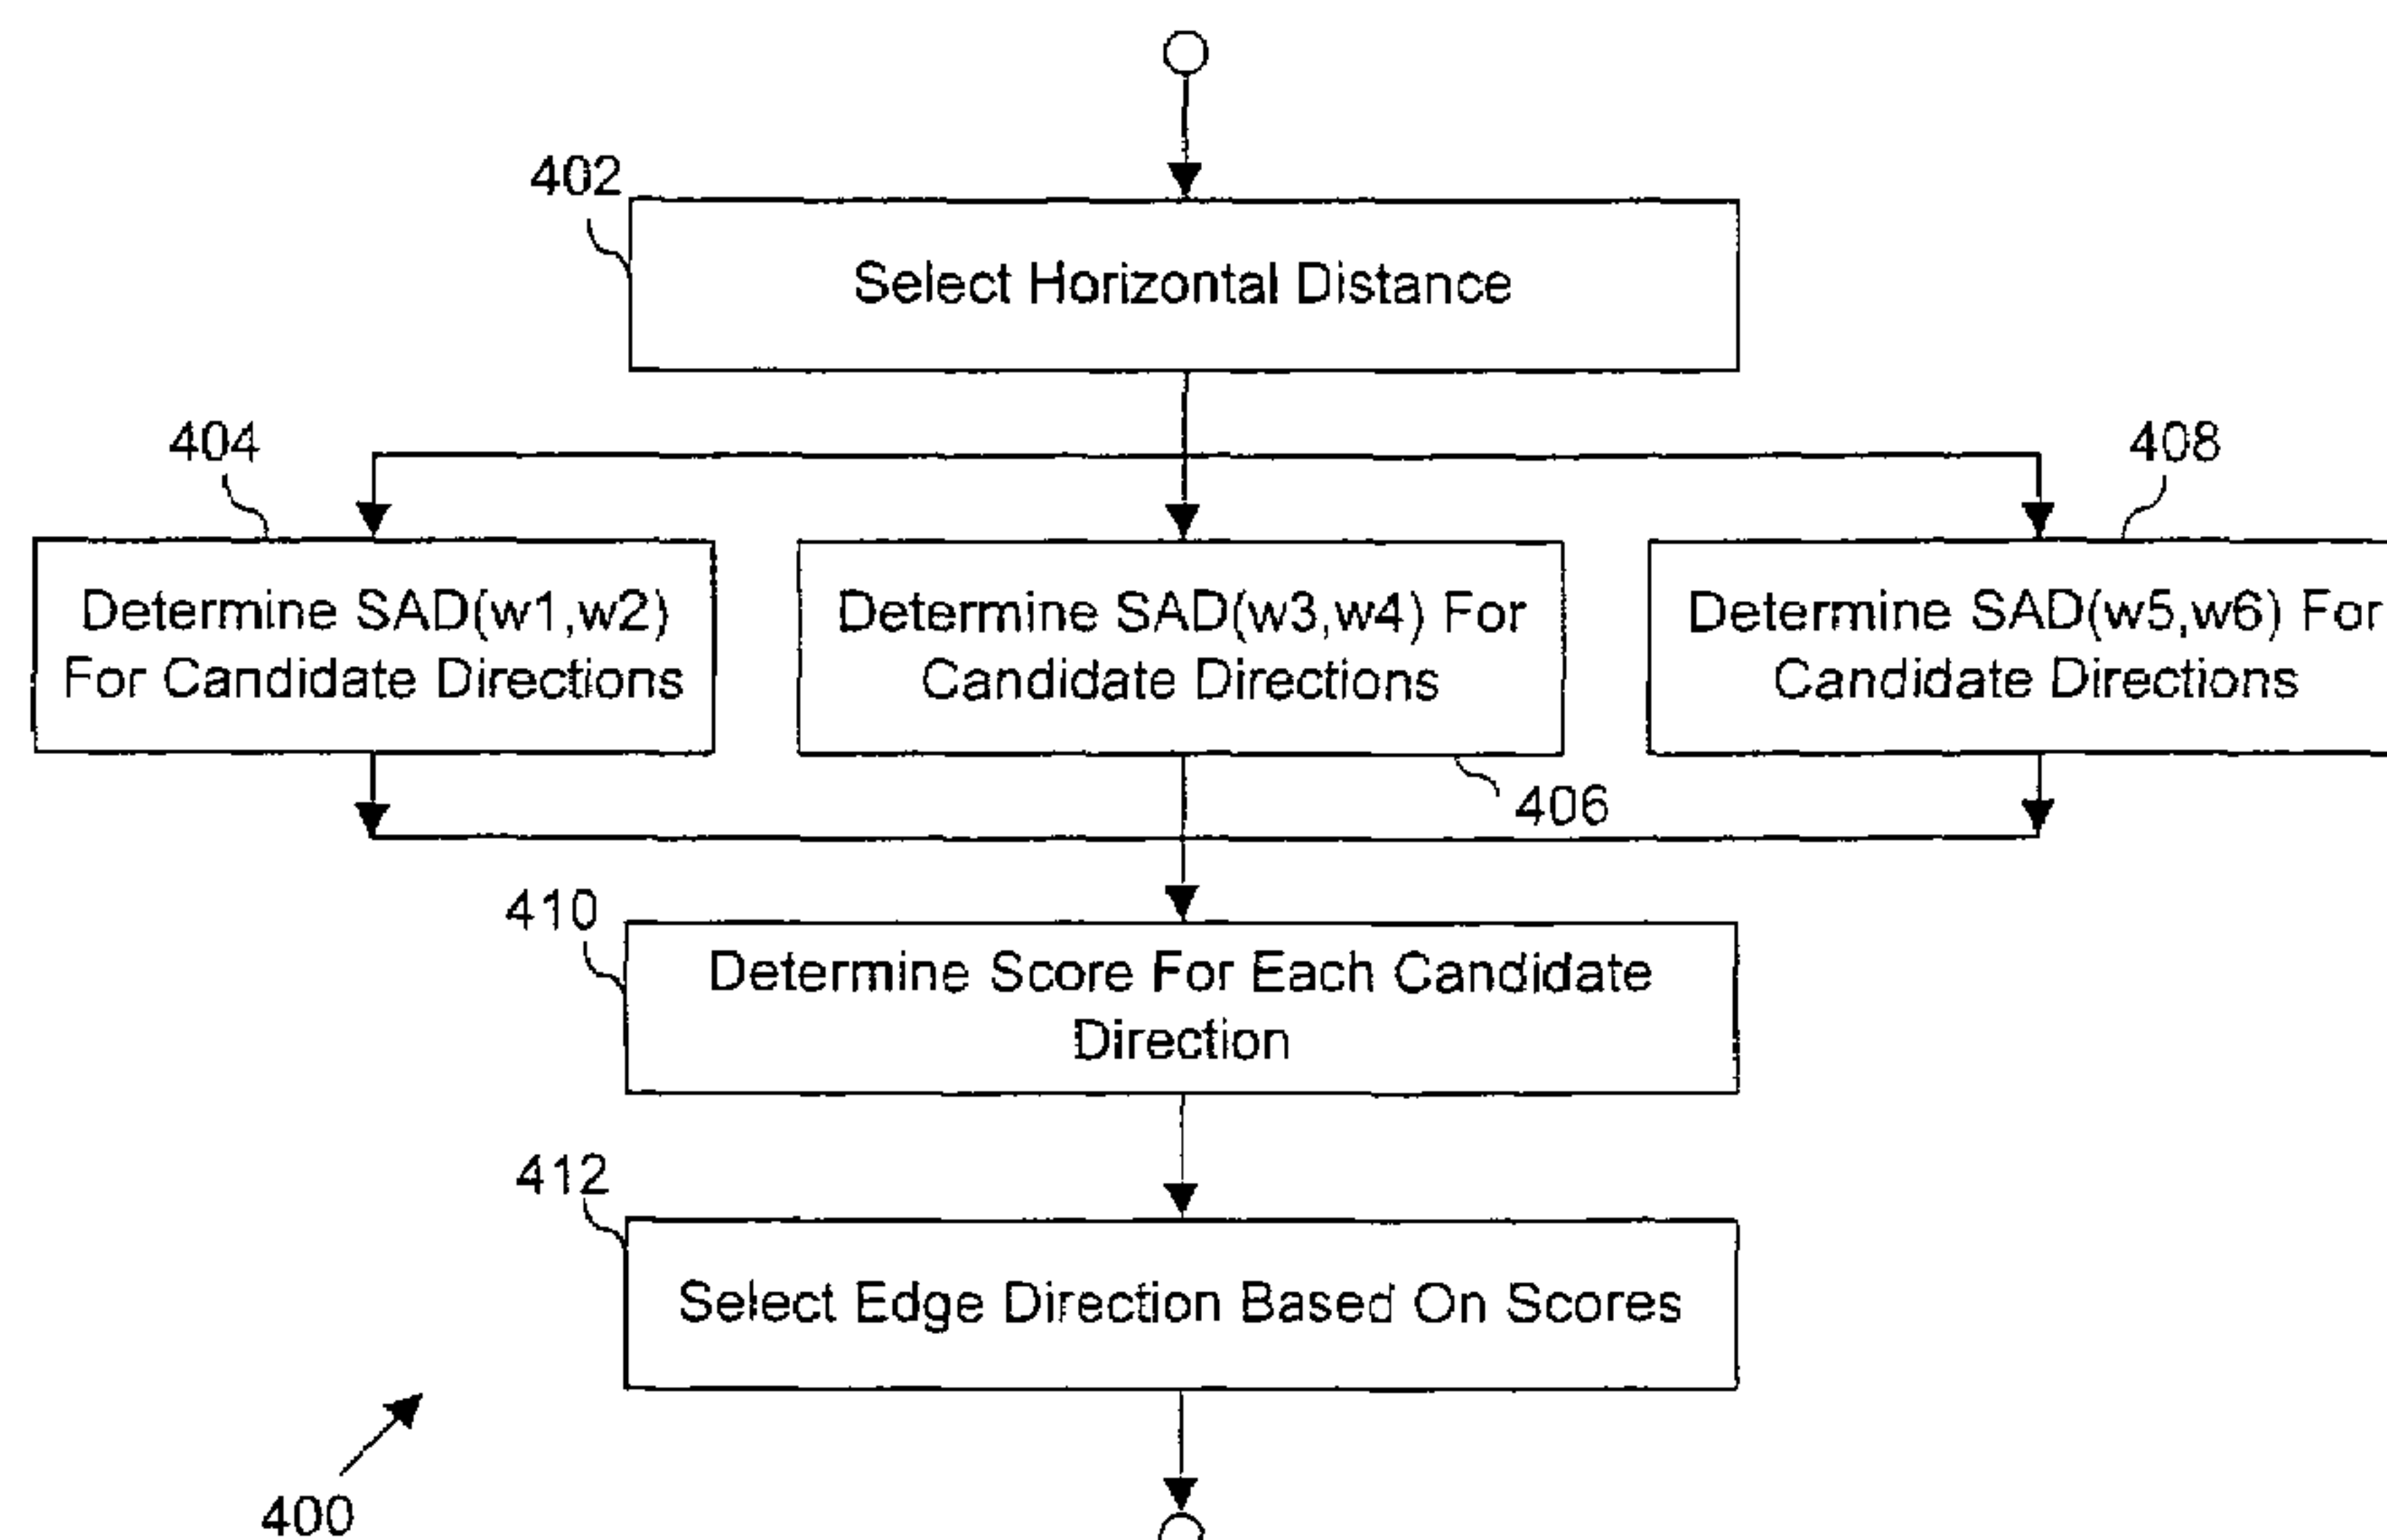 402
Select Horizontal Distance
404
408
Determine SAD(w1,w2)
For Candidate Directions
Determine SAD(w3,w4) For
Candidate Directions
Determine SAD(w5,w6) For
Candidate Directions
406
410
Determine Score For Each Candidate
Direction
412
Select Edge Direction Based On Scores
400